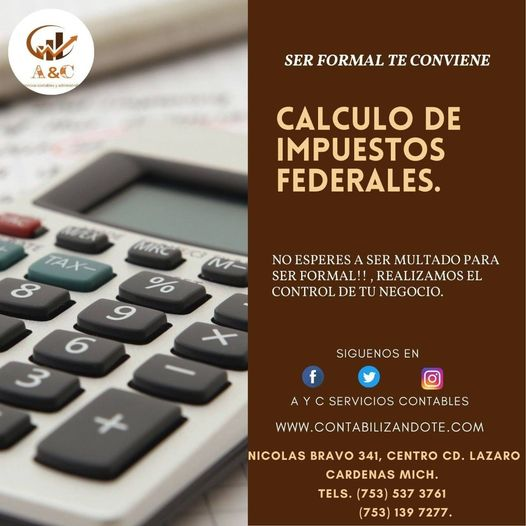 A&C
SER FORMAL TE CONVIENE
CALCULO DE
IMPUESTOS
FEDERALES.
NO ESPERES A SER MULTADO PARA
SER FORMAL!! , REALIZAMOS EL
CONTROL DE TU NEGOCIO.
SIGUENOS EN
A Y C SERVICIOS CONTABLES
WWW.CONTABILIZANDOTE.COM
NICOLAS BRAVO 341, CENTRO CD. LAZARO
CARDENAS MICH.
TELS. (753) 537 3761
(753) 139 7277.
MRC
M-
TAX-
8
9
%
5
6
×
3
-
+